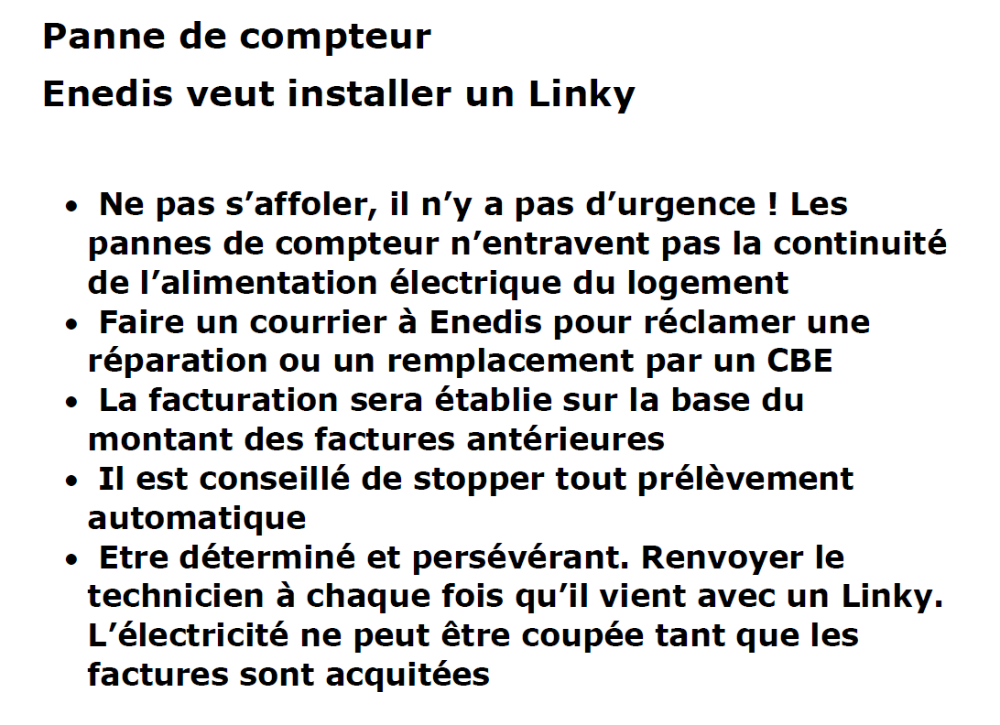 Panne de compteur
Enedis veut installer un Linky
• Ne pas s’affoler, il n’y a pas d’urgence ! Les
pannes de compteur n’entravent pas la continuité
de l’alimentation électrique du logement
• Faire un courrier à Enedis pour réclamer une
réparation ou un remplacement par un CBE
• La facturation sera établie sur la base du
montant des factures antérieures
• Il est conseillé de stopper tout prélèvement
automatique
• Etre déterminé et persévérant. Renvoyer le
technicien à chaque fois qu’il vient avec un Linky.
L’électricité ne peut être coupée tant que les
factures sont acquitées